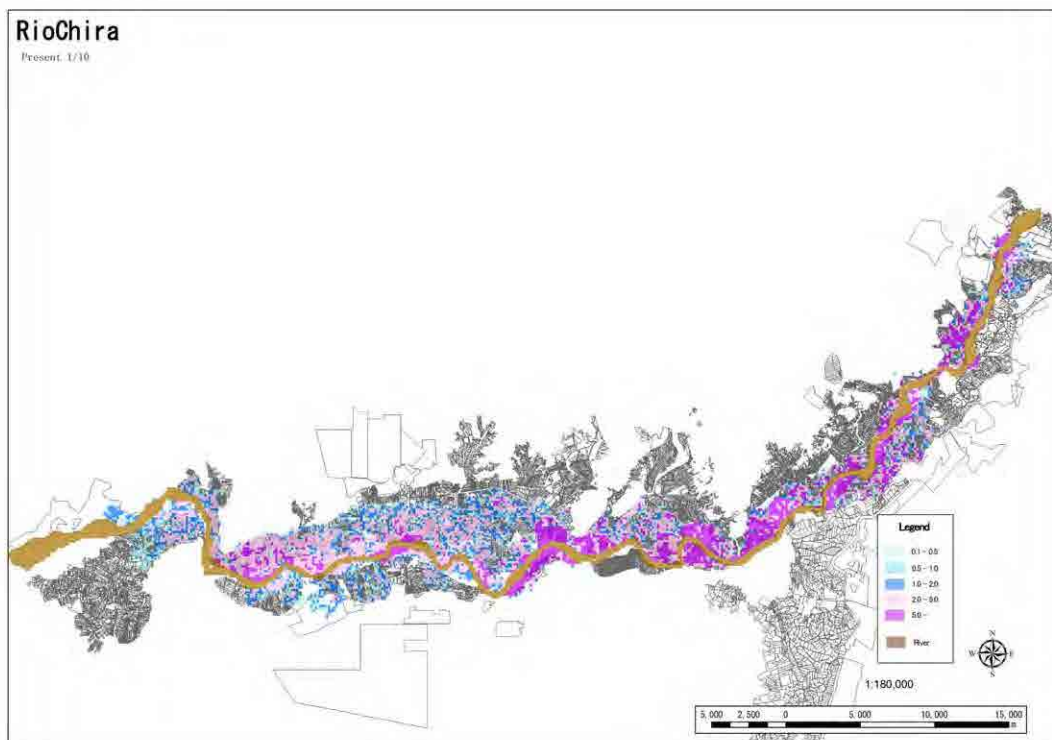 RioChira
Present 1/10
Legend
0.1 - 0.5
0.5 - 1.0
1.0 - 2.0
2.0 - 5.0
5.0 -
River
N
W E
S
1:180,000
5,000 2,500 0 5,000 10,000 15,000
m